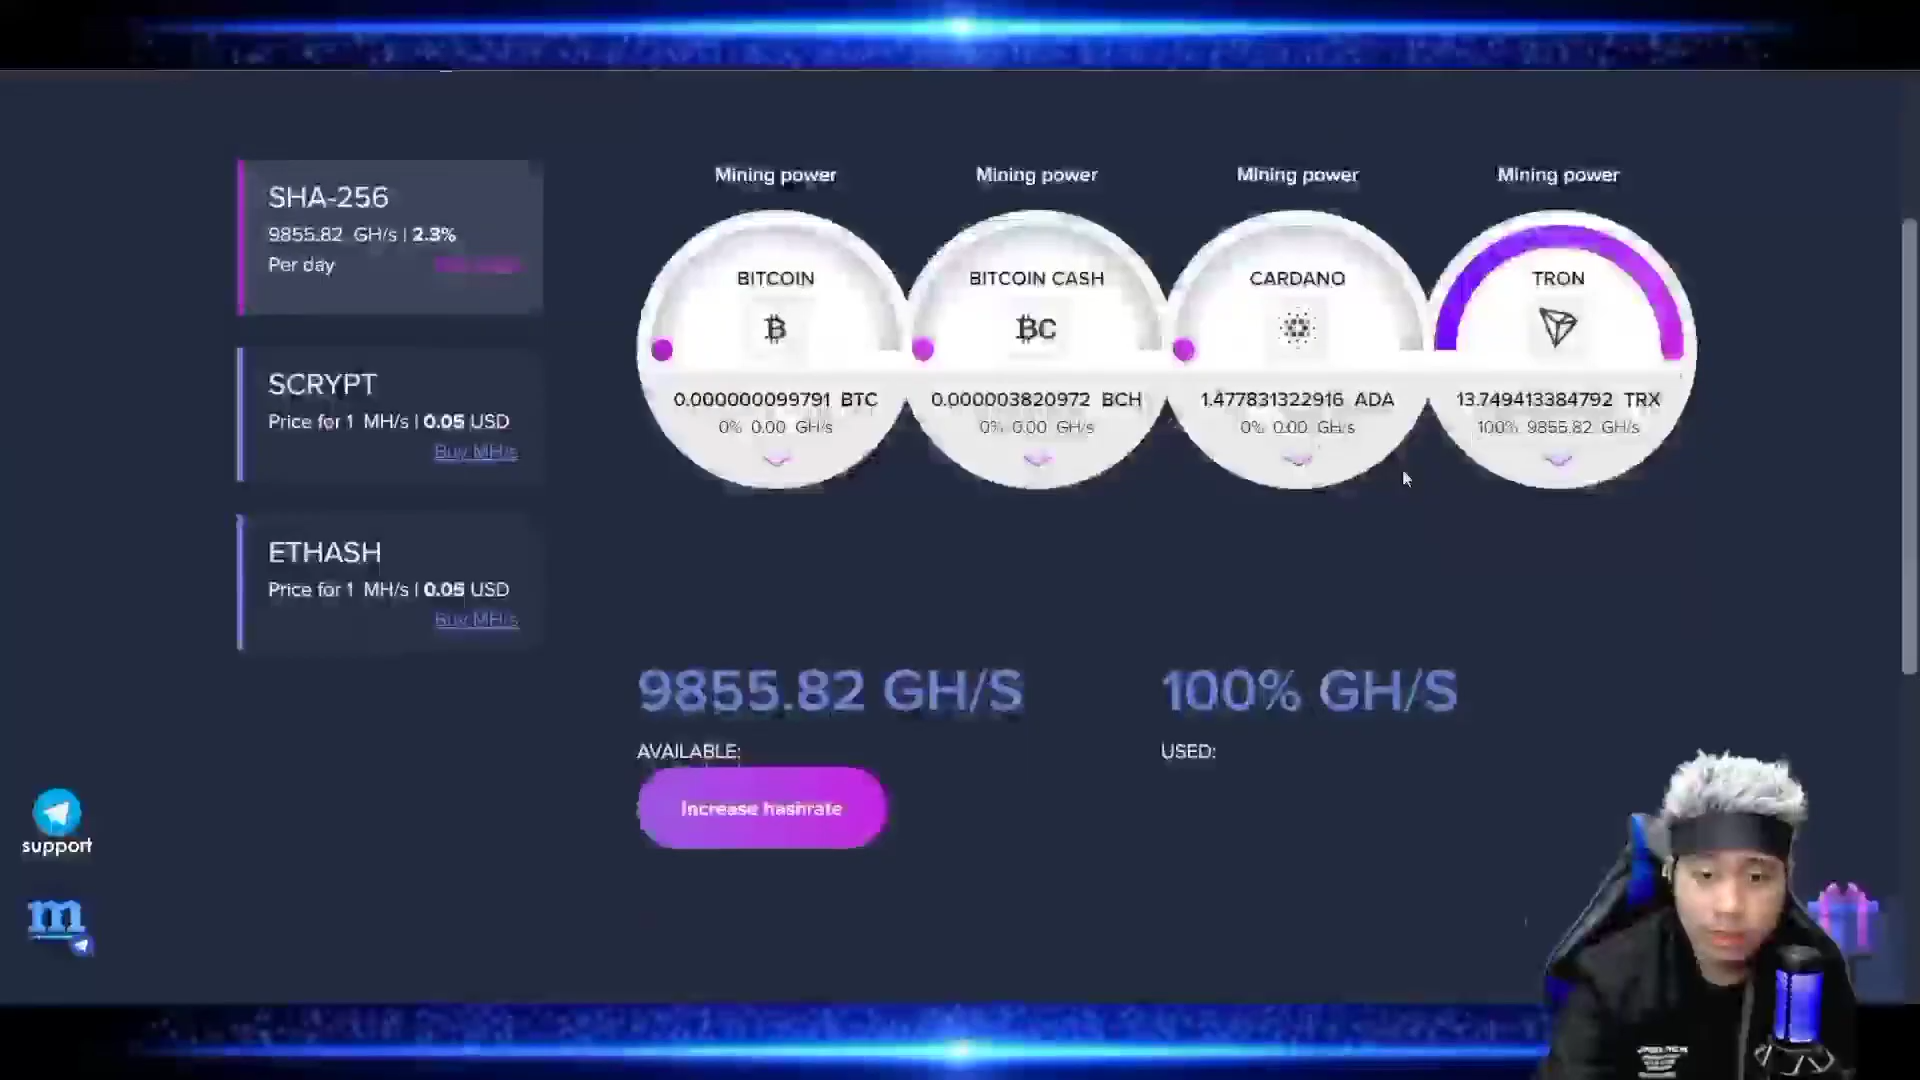 SHA-256
9855.82 GH/s | 2.3%
Per day
SCRYPT
Price for 1 MH/s | 0.05 USD
Buy MH/s
ETHASH
Price for 1 MH/s | 0.05 USD
Buy MH/s
Mining power
BITCOIN
0.000000099791 BTC
0% 0.00 GH/s
Mining power
BITCOIN CASH
BC
0.000003820972 BCH
0% 0.00 GH/s
Mining power
CARDANO
1.477831322916 ADA
0% 0.00 GH/s
Mining power
TRON
13.749413384792 TRX
100% 9855.82 GH/s
9855.82 GH/S
AVAILABLE:
Increase hashrate
100% GH/S
USED:
support
m